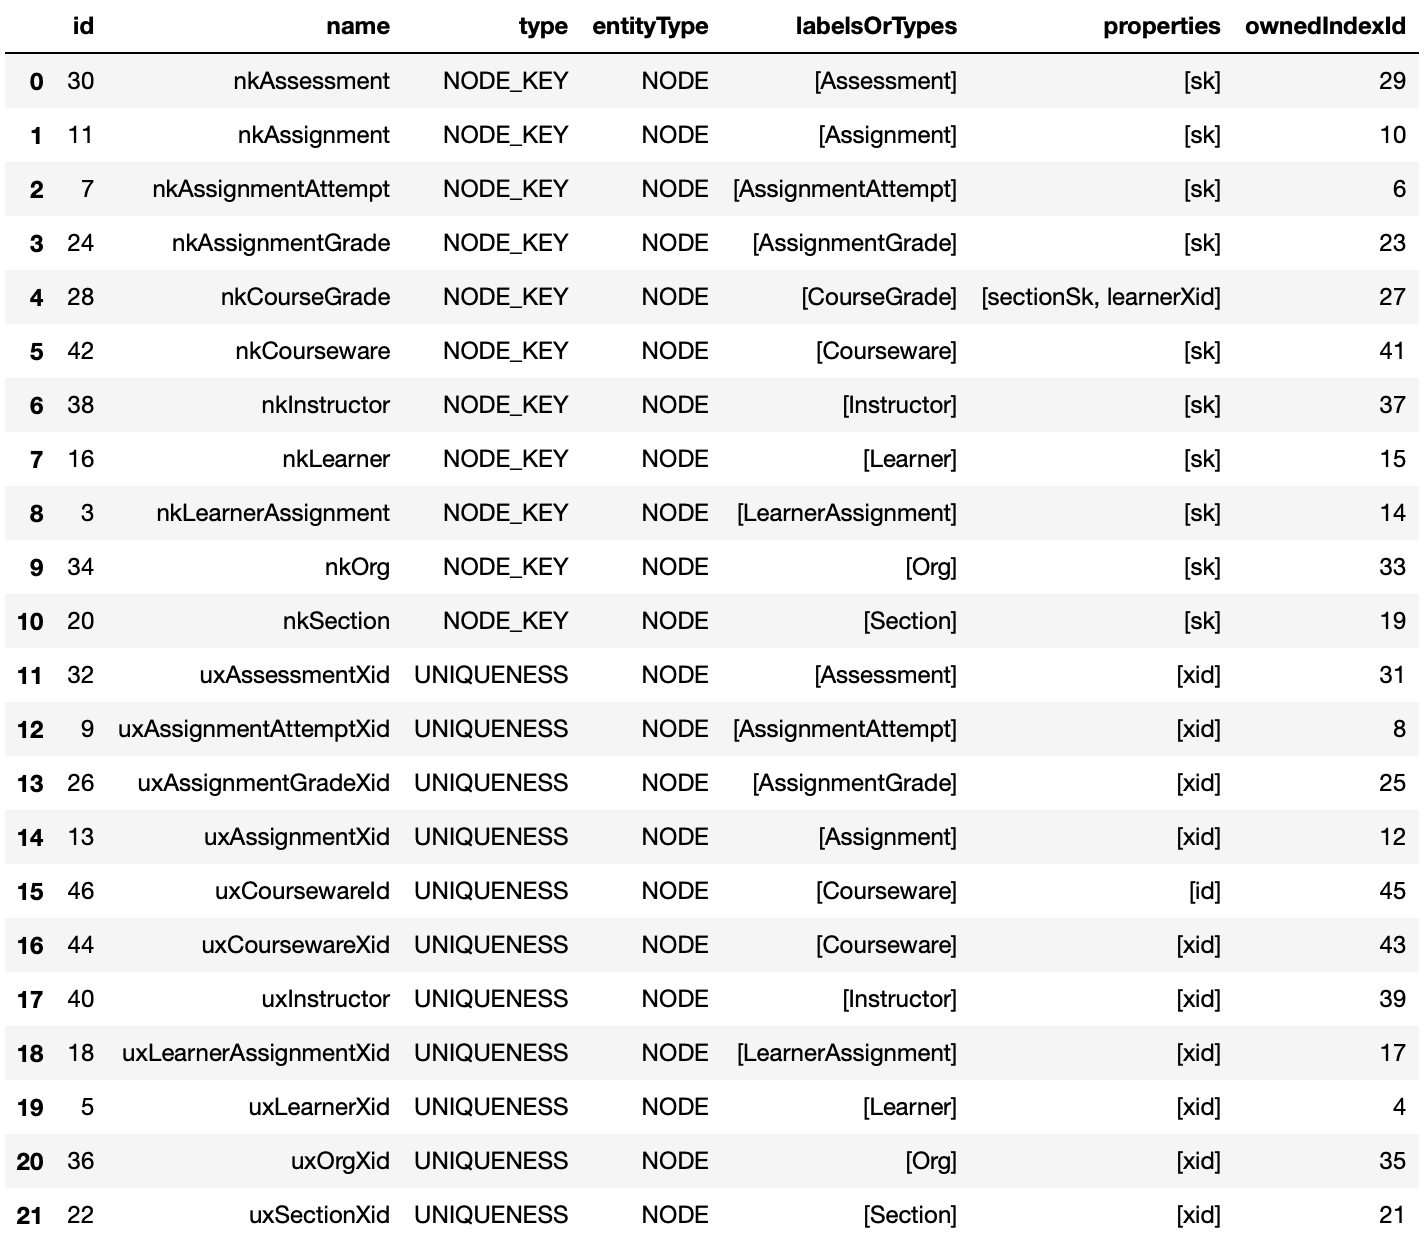 id name type entityType labelsOrTypes properties ownedIndexId
0 30 nkAssessment NODE_KEY NODE [Assessment] [sk] 29
1 11 nkAssignment NODE_KEY NODE [Assignment] [sk] 10
2 7 nkAssignmentAttempt NODE_KEY NODE [AssignmentAttempt] [sk] 6
3 24 nkAssignmentGrade NODE_KEY NODE [AssignmentGrade] [sk] 23
4 28 nkCourseGrade NODE_KEY NODE [CourseGrade] [sectionSk, learnerXid] 27
5 42 nkCourseware NODE_KEY NODE [Courseware] [sk] 41
6 38 nkInstructor NODE_KEY NODE [Instructor] [sk] 37
7 16 nkLearner NODE_KEY NODE [Learner] [sk] 15
8 3 nkLearnerAssignment NODE_KEY NODE [LearnerAssignment] [sk] 14
9 34 nkOrg NODE_KEY NODE [Org] [sk] 33
10 20 nkSection NODE_KEY NODE [Section] [sk] 19
11 32 uxAssessmentXid UNIQUENESS NODE [Assessment] [xid] 31
12 9 uxAssignmentAttemptXid UNIQUENESS NODE [AssignmentAttempt] [xid] 8
13 26 uxAssignmentGradeXid UNIQUENESS NODE [AssignmentGrade] [xid] 25
14 13 uxAssignmentXid UNIQUENESS NODE [Assignment] [xid] 12
15 46 uxCoursewareId UNIQUENESS NODE [Courseware] [id] 45
16 44 uxCoursewareXid UNIQUENESS NODE [Courseware] [xid] 43
17 40 uxInstructor UNIQUENESS NODE [Instructor] [xid] 39
18 18 uxLearnerAssignmentXid UNIQUENESS NODE [LearnerAssignment] [xid] 17
19 5 uxLearnerXid UNIQUENESS NODE [Learner] [xid] 4
20 36 uxOrgXid UNIQUENESS NODE [Org] [xid] 35
21 22 uxSectionXid UNIQUENESS NODE [Section] [xid] 21